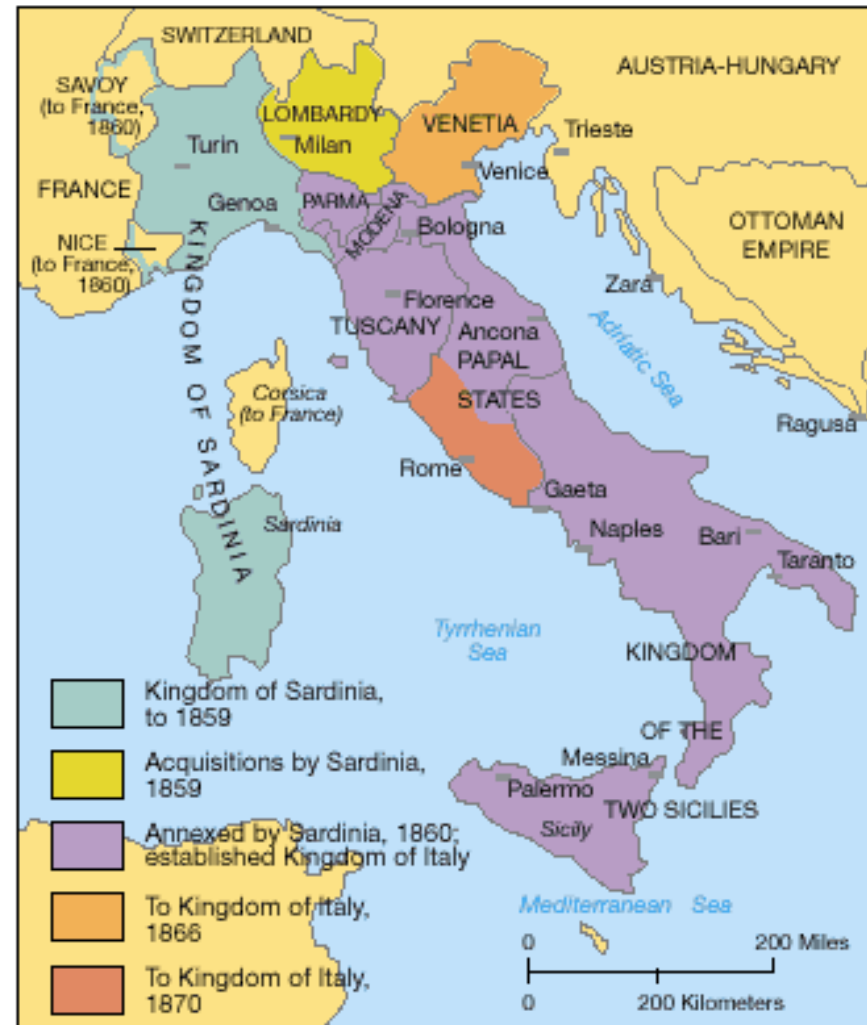 SWITZERLAND
AUSTRIA-HUNGARY
SAVOY
(to France,
1860)
LOMBARDY
Milan
VENETIA
Trieste
Turin
Venice
FRANCE
PARMA
Genoa
MODENA
Bologna
OTTOMAN
EMPIRE
NICE
(to France,
1860)
Zara
Florence
TUSCANY
Ancona
PAPAL
STATES
Adriatic Sea
KINGDOM OF SARDINIA
Corsica
(to France)
Ragusa
Rome
Gaeta
Sardinia
Naples
Bari
Taranto
Tyrrhenian
Sea
KINGDOM
OF THE
TWO SICILIES
Messina
Palermo
Sicily
Kingdom of Sardinia,
to 1859
Acquisitions by Sardinia,
1859
Annexed by Sardinia, 1860;
established Kingdom of Italy
To Kingdom of Italy,
1866
To Kingdom of Italy,
1870
Mediterranean Sea
0 200 Miles
0 200 Kilometers